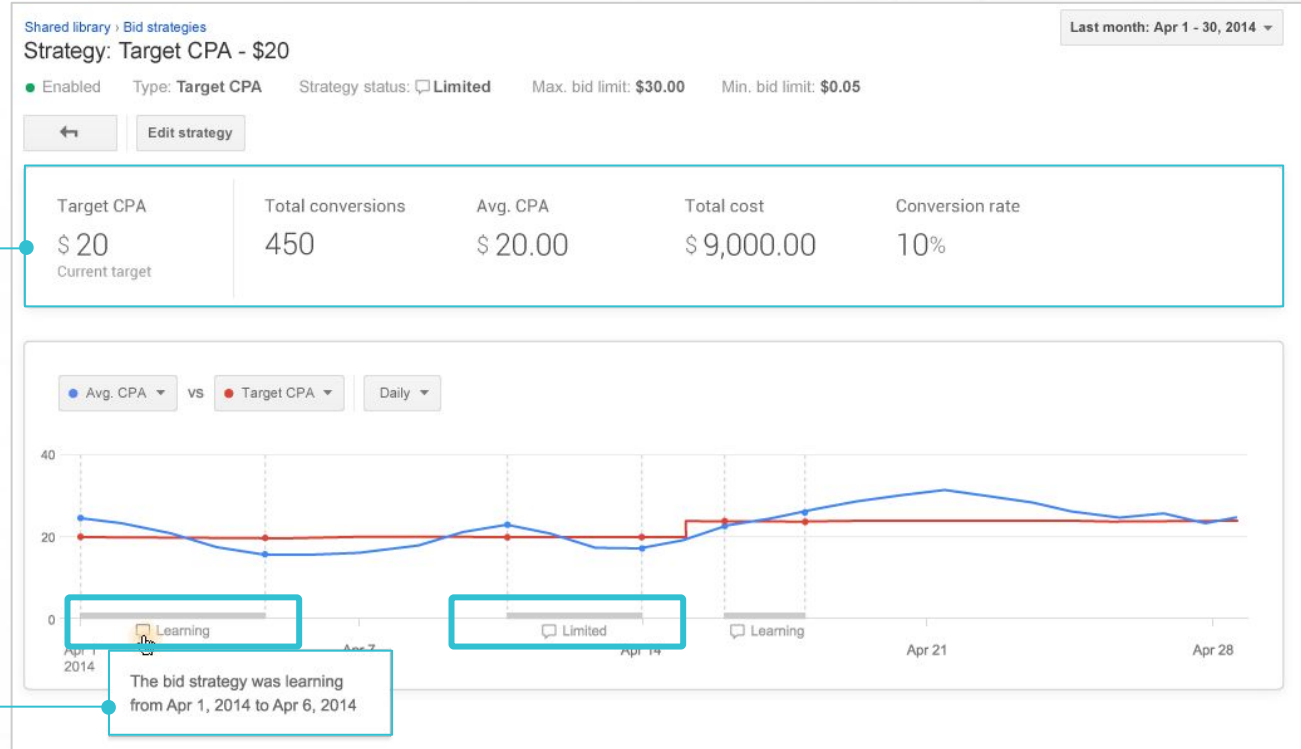 Shared library › Bid strategies
Last month: Apr 1 - 30, 2014
Strategy: Target CPA - $20
Enabled Type: Target CPA Strategy status: Limited Max. bid limit: $30.00 Min. bid limit: $0.05
Edit strategy
Target CPA Total conversions Avg. CPA Total cost Conversion rate
$ 20 450 $ 20.00 $ 9,000.00 10%
Current target
Avg. CPA vs Target CPA Daily
40
20
0
Learning Limited Learning
Apr 1 Apr 7 Apr 14 Apr 21 Apr 28
2014
The bid strategy was learning
from Apr 1, 2014 to Apr 6, 2014